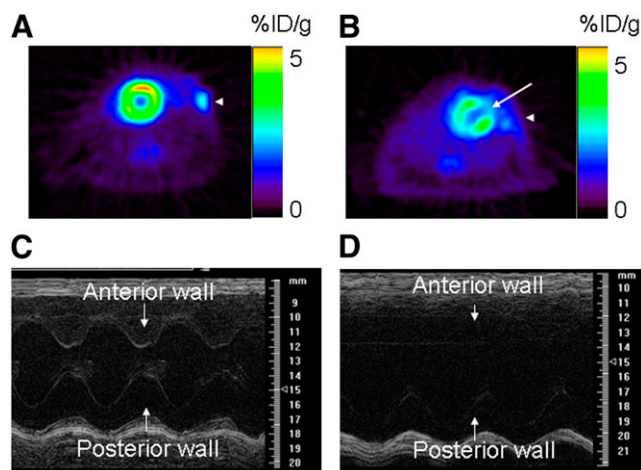 A
%ID/g
5
0
B
%ID/g
5
0
C
Anterior wall
Posterior wall
mm
9
10
11
12
13
14
15
16
17
18
19
20
D
Anterior wall
Posterior wall
mm
10
11
12
13
14
15
16
17
18
19
20
21